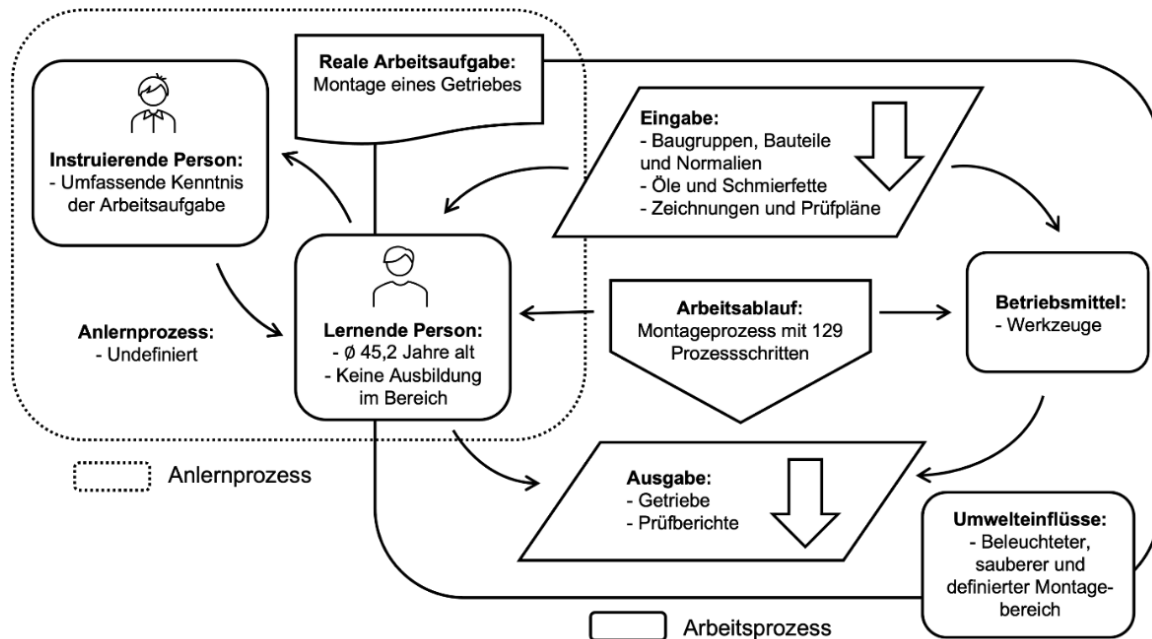 Reale Arbeitsaufgabe:
Montage eines Getriebes
Instruierende Person:
- Umfassende Kenntnis
der Arbeitsaufgabe
Eingabe:
- Baugruppen, Bauteile
und Normalien
- Öle und Schmierfette
- Zeichnungen und Prüfpläne
Anlernprozess:
- Undefiniert
Lernende Person:
- ø 45,2 Jahre alt
- Keine Ausbildung
im Bereich
Arbeitsablauf:
Montageprozess mit 129
Prozessschritten
Betriebsmittel:
- Werkzeuge
Anlernprozess
Ausgabe:
- Getriebe
- Prüfberichte
Umwelteinflüsse:
- Beleuchteter,
sauberer und
definierter Montage-
bereich
Arbeitsprozess